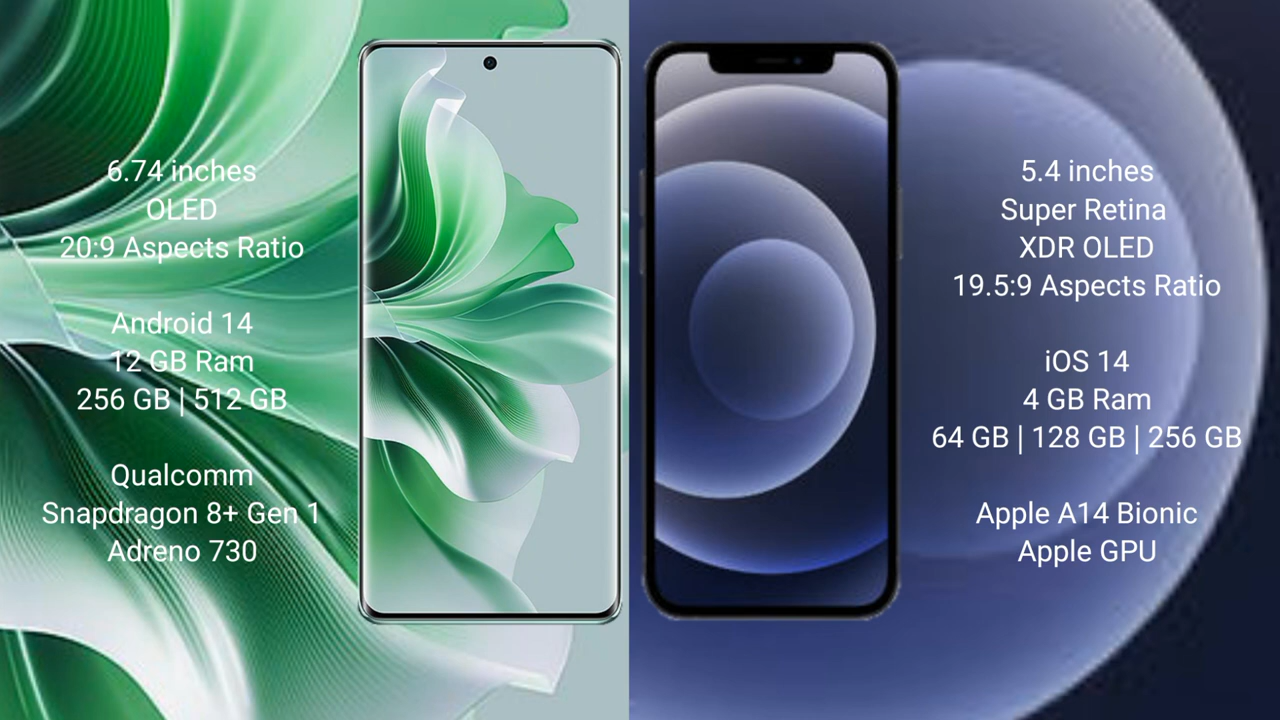 6.74 inches
OLED
20:9 Aspects Ratio
Android 14
12 GB Ram
256 GB | 512 GB
Qualcomm
Snapdragon 8+ Gen 1
Adreno 730
5.4 inches
Super Retina
XDR OLED
19.5:9 Aspects Ratio
iOS 14
4 GB Ram
64 GB | 128 GB | 256 GB
Apple A14 Bionic
Apple GPU